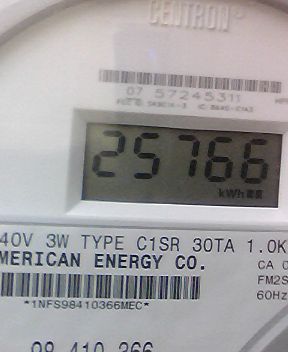 CENTRON®
07 57245311
25766
kWh
40V 3W TYPE C1SR 30TA 1.0K
MERICAN ENERGY CO.
CA 0
FM2S
60Hz
*1NFS98410366MEC*
98 410 366